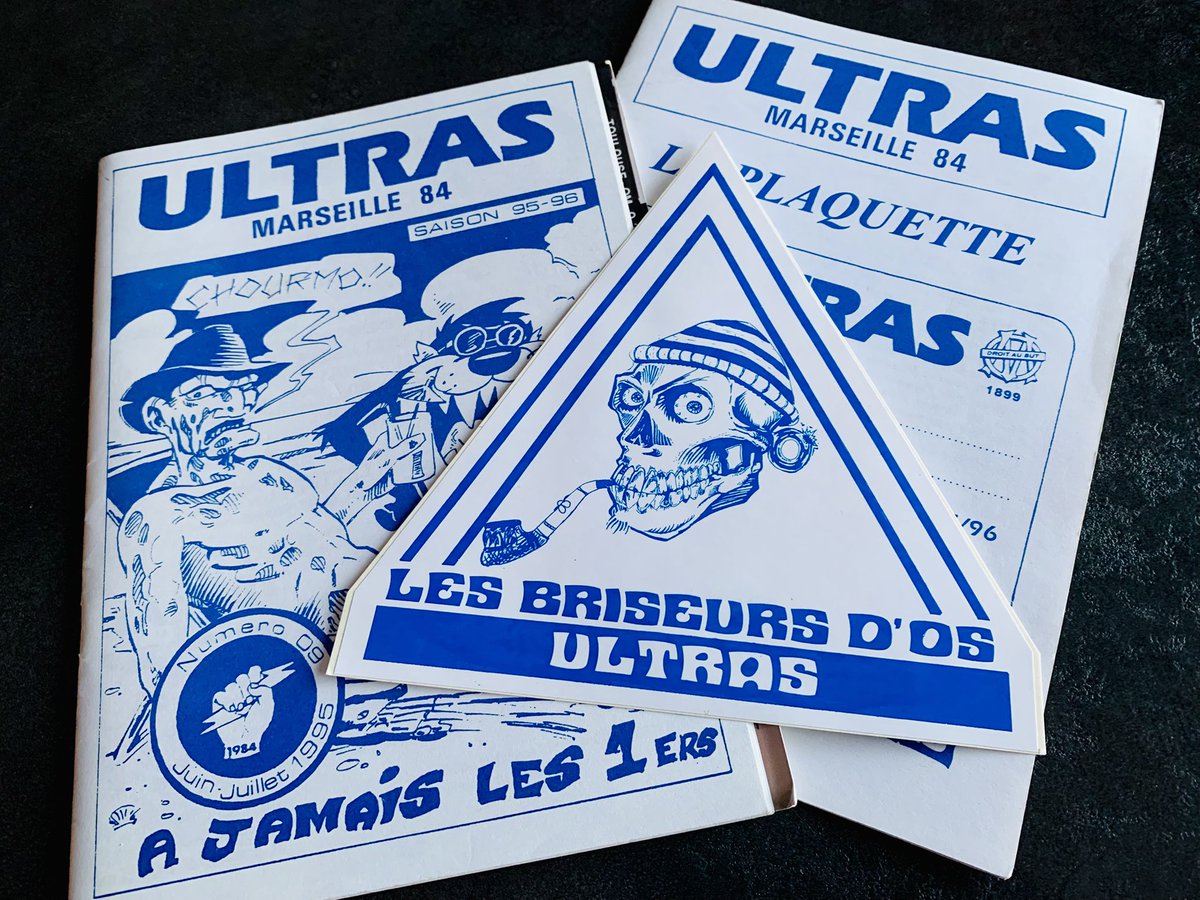 ULTRAS
MARSEILLE 84
SAISON 95-96
CHOURMO!!
Numéro 09
1984
Juin-Juillet 1995
A JAMAIS LES 1ERS
ULTRAS
MARSEILLE 84
PLAQUETTE
DROIT AU BUT
1899
/96
LES BRISEURS D'OS
ULTRAS